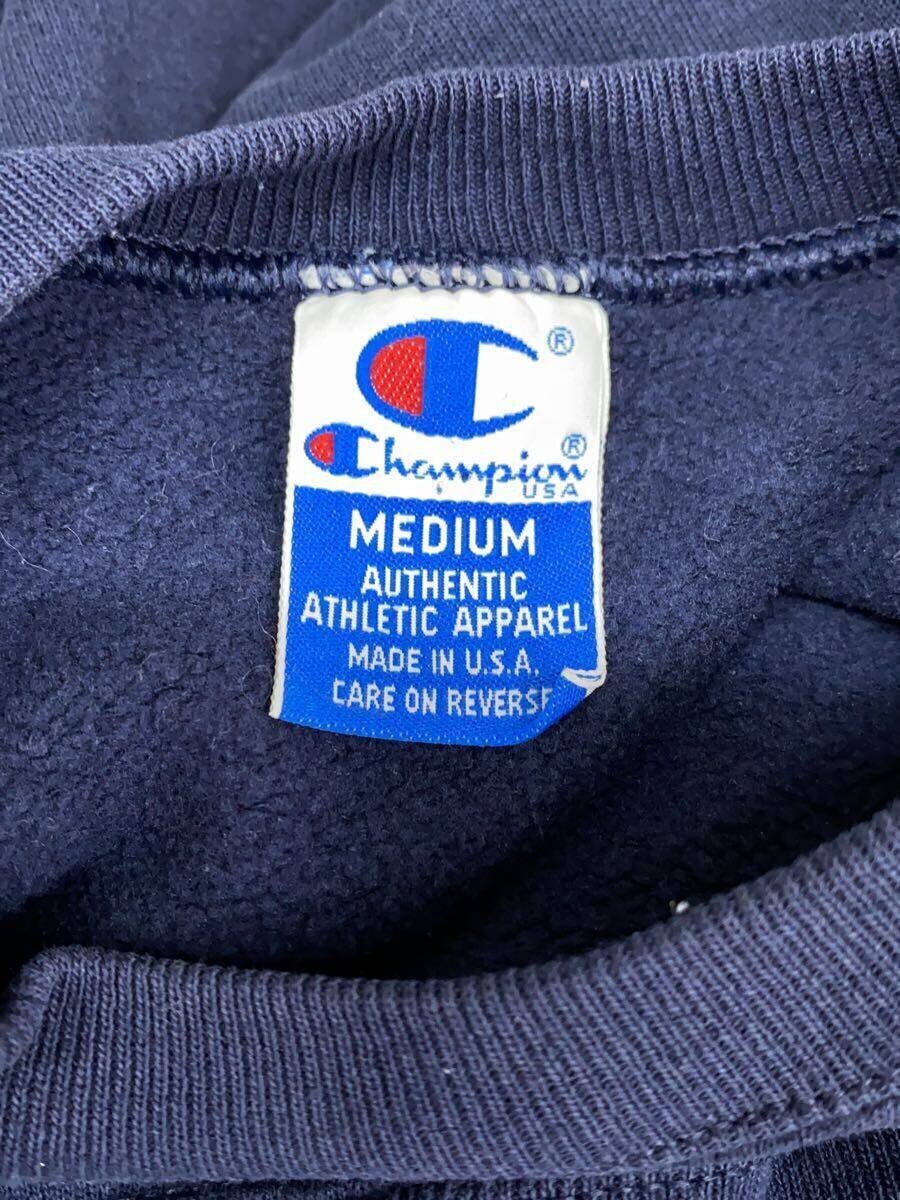 ®
Champion®
USA
MEDIUM
AUTHENTIC
ATHLETIC APPAREL
MADE IN U.S.A.
CARE ON REVERSE